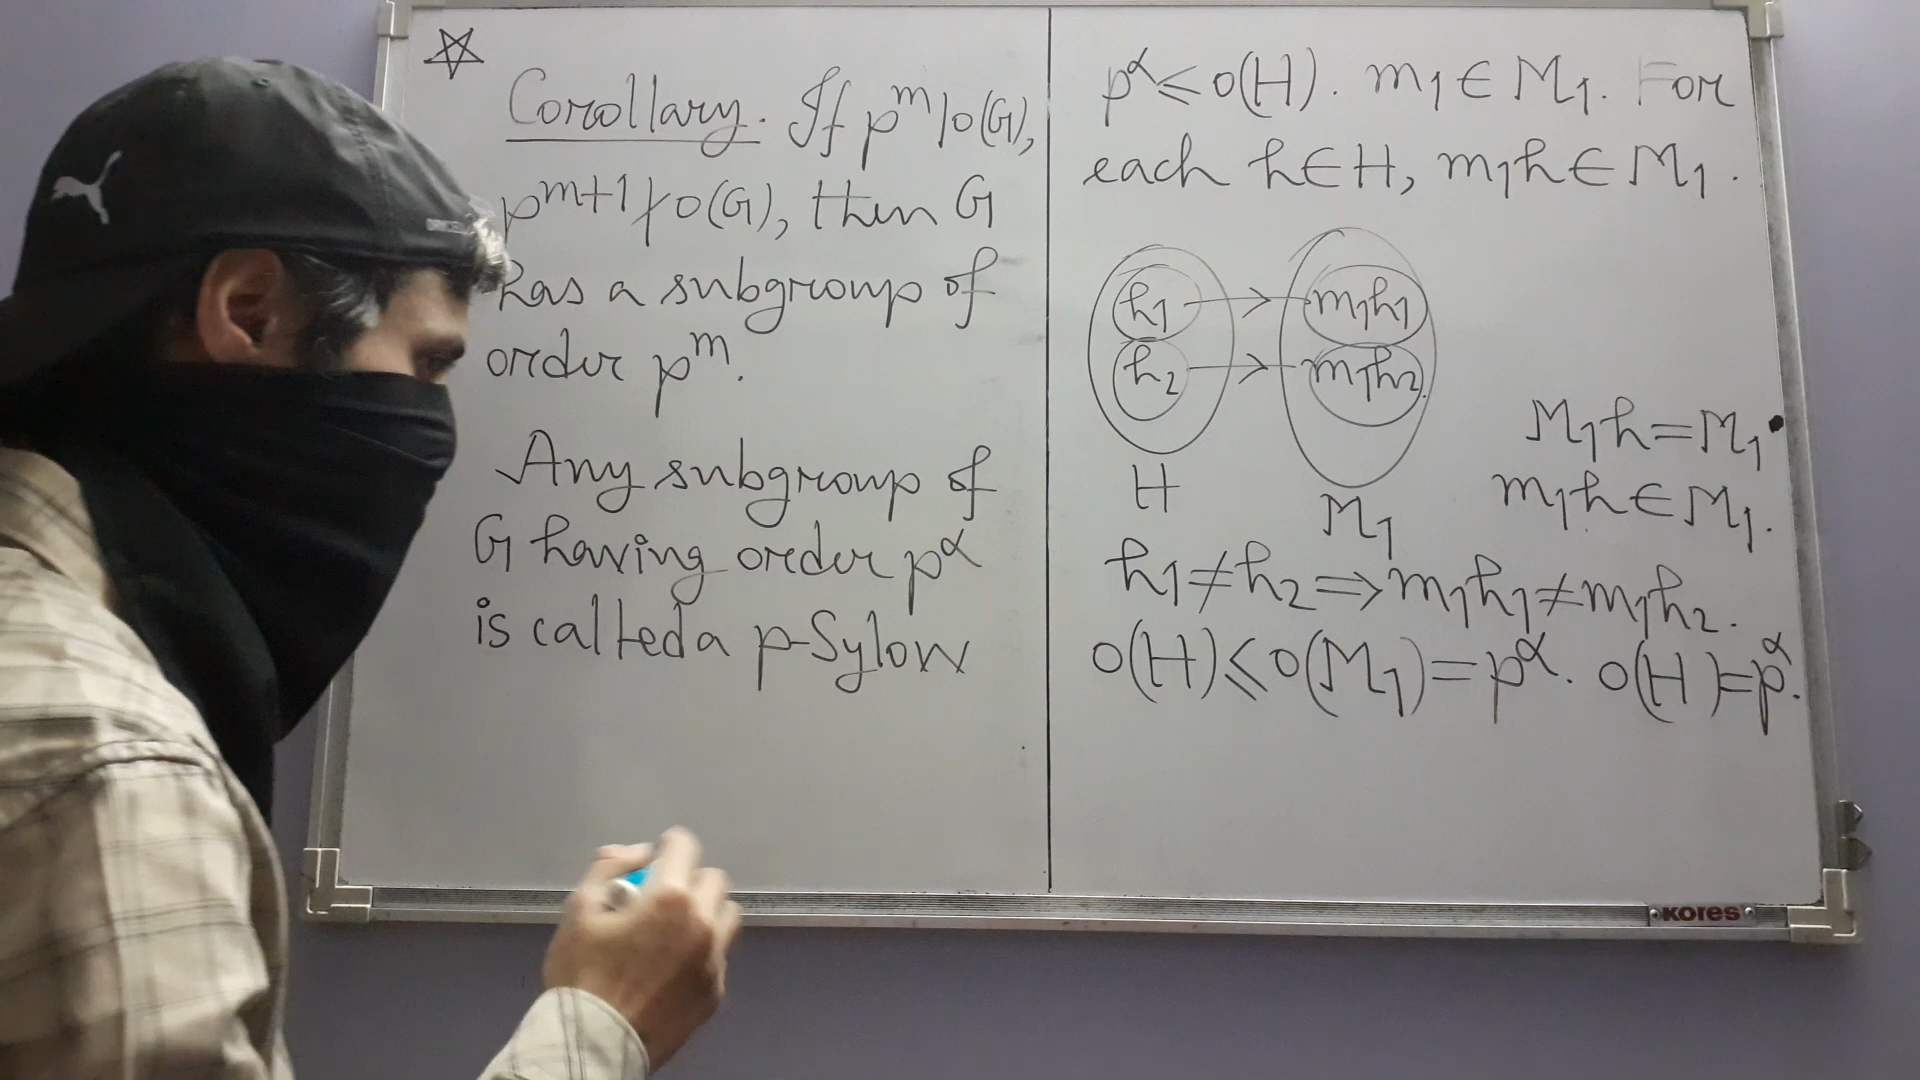 Corollary. If p^m | o(G),
p^{m+1} ∤ o(G), then G
has a subgroup of
order p^m.
Any subgroup of
G having order p^α
is called a p-Sylow
p^α ≤ o(H). m₁ ∈ M₁. For
each h ∈ H, m₁h ∈ M₁.
h₁ → m₁h₁
h₂ → m₁h₂
H
M₁
M₁h = M₁
m₁h ∈ M₁.
h₁ ≠ h₂ ⇒ m₁h₁ ≠ m₁h₂.
o(H) ≤ o(M₁) = p^α. o(H) = p^α.
kores